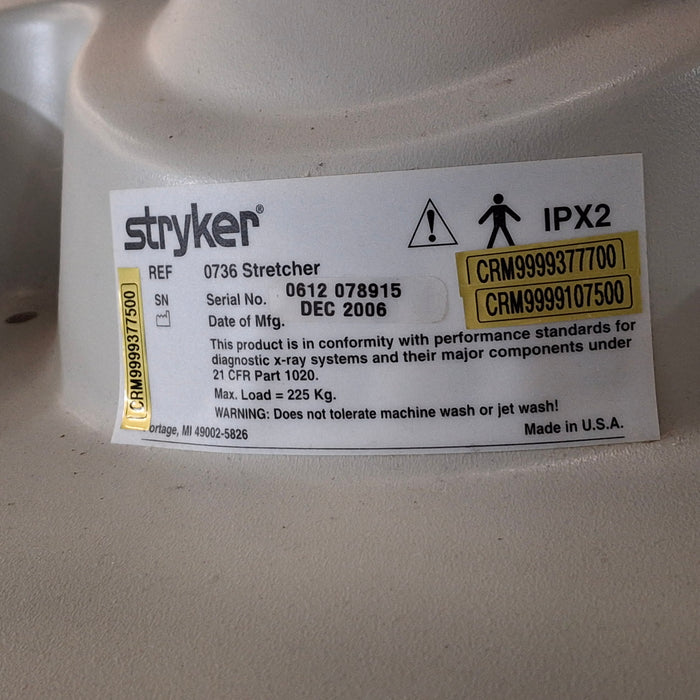 stryker®
IPX2
REF 0736 Stretcher
CRM9999377700
SN Serial No. 0612 078915
CRM9999107500
Date of Mfg. DEC 2006
CRM9999377500
This product is in conformity with performance standards for
diagnostic x-ray systems and their major components under
21 CFR Part 1020.
Max. Load = 225 Kg.
WARNING: Does not tolerate machine wash or jet wash!
ortage, MI 49002-5826
Made in U.S.A.